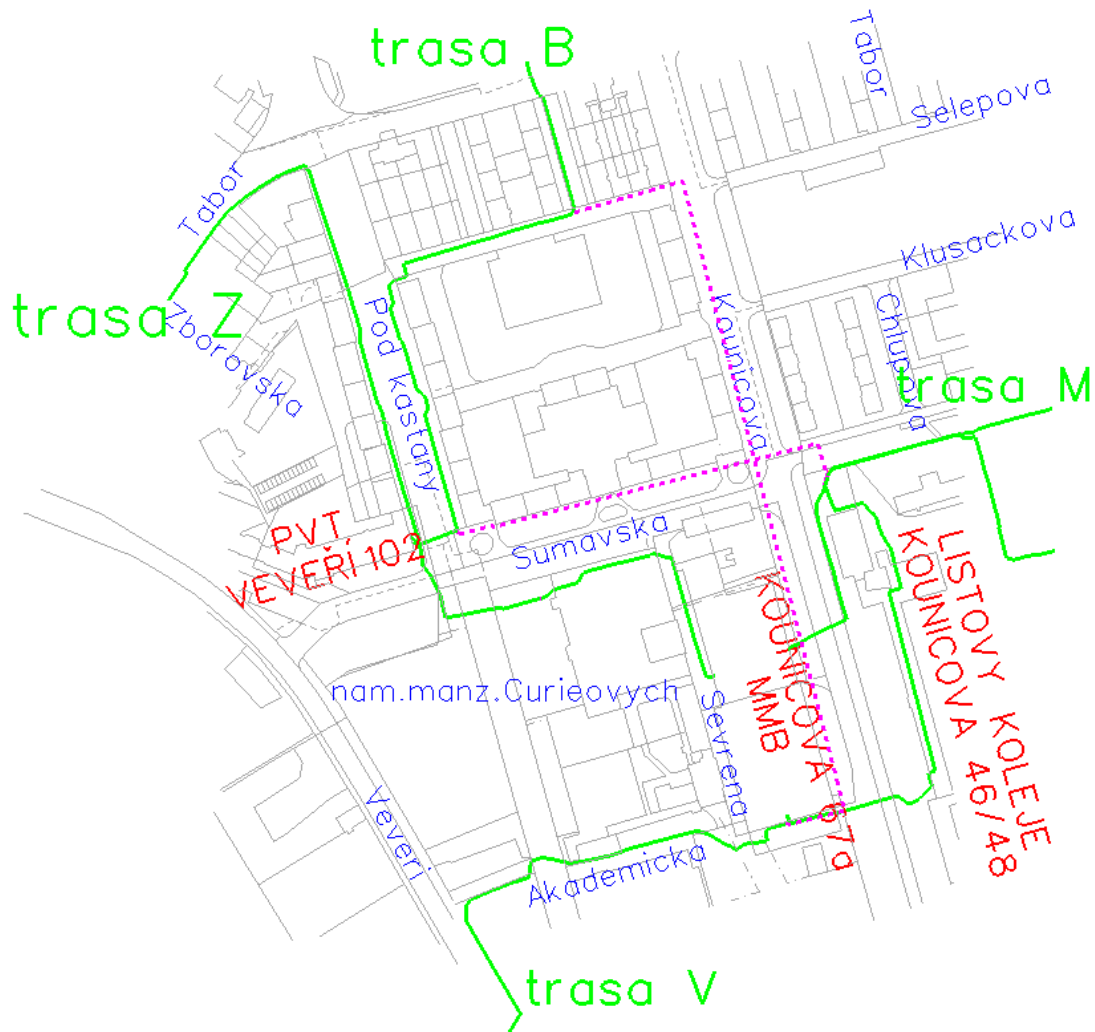 trasa B
Tabor
Selepova
Tabor
Klusackova
trasa Z
Zborovska
Pod kastany
Kounicova
Chlupova
trasa M
PVT
VEVEŘÍ 102
Sumavska
LISTOVY KOLEJE
KOUNICOVA 46/48
KOUNICOVA 67a
MMB
nam.manz.Curieovych
Sevrena
Veveri
Akademicka
trasa V